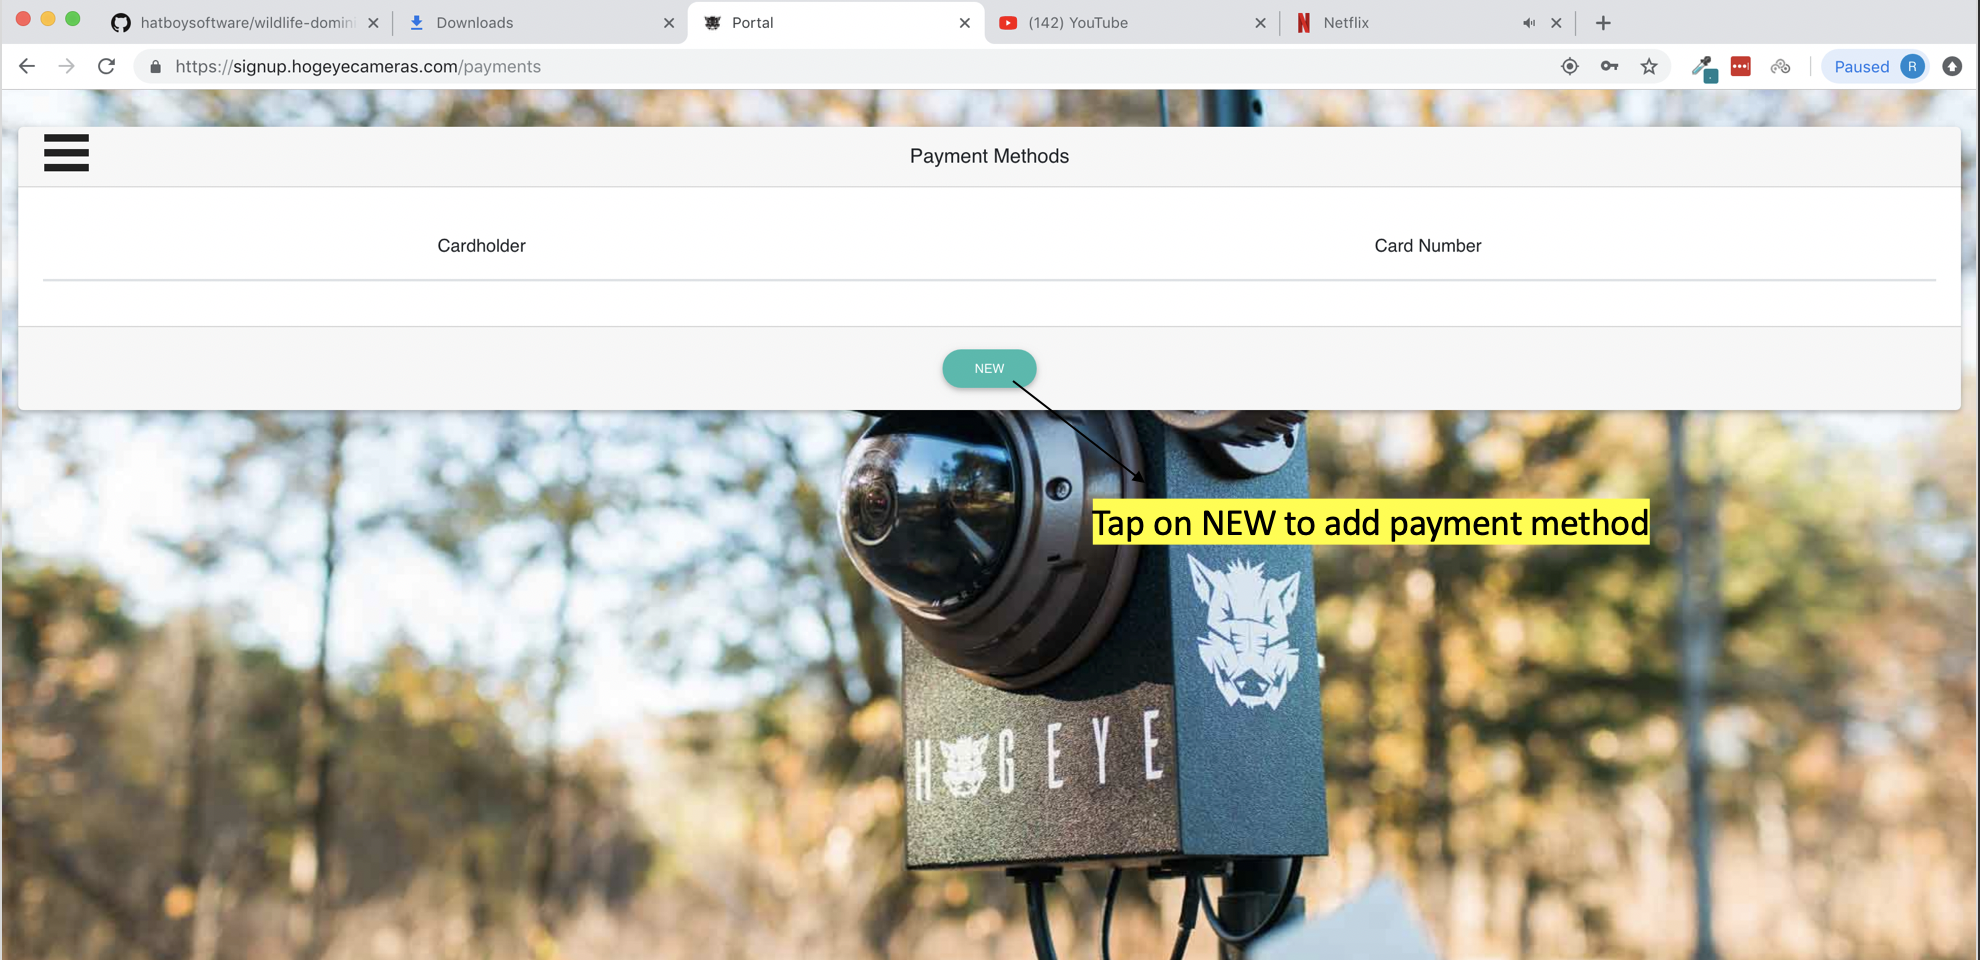 hatboysoftware/wildlife-domini
Downloads
Portal
(142) YouTube
Netflix
https://signup.hogeyecameras.com/payments
Paused
R
Payment Methods
Cardholder
Card Number
NEW
Tap on NEW to add payment method
HOGEYE